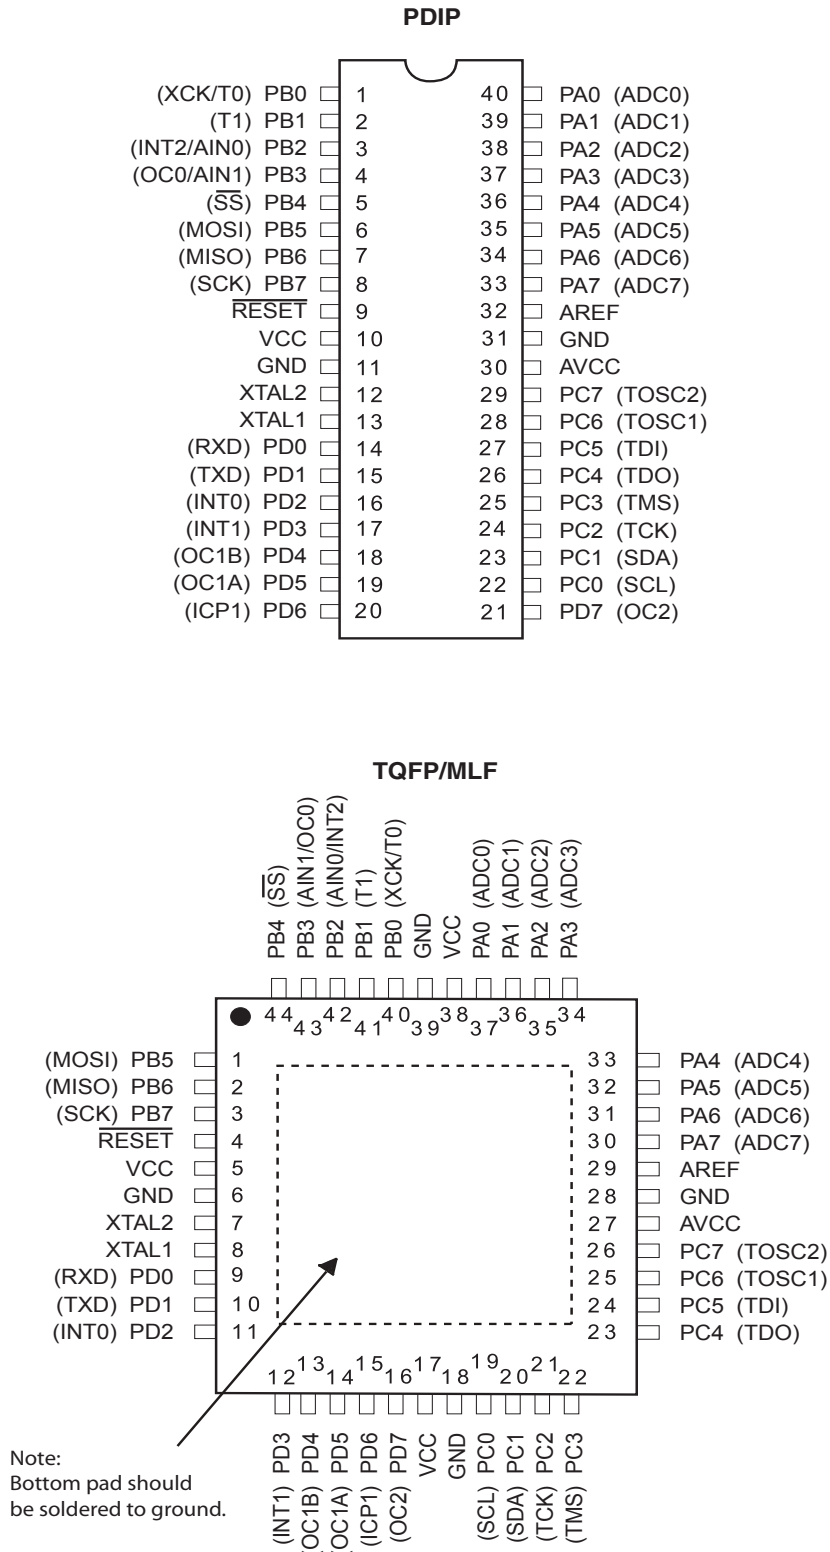 PDIP
(XCK/T0) PB0 1 40 PA0 (ADC0)
(T1) PB1 2 39 PA1 (ADC1)
(INT2/AIN0) PB2 3 38 PA2 (ADC2)
(OC0/AIN1) PB3 4 37 PA3 (ADC3)
(SS) PB4 5 36 PA4 (ADC4)
(MOSI) PB5 6 35 PA5 (ADC5)
(MISO) PB6 7 34 PA6 (ADC6)
(SCK) PB7 8 33 PA7 (ADC7)
RESET 9 32 AREF
VCC 10 31 GND
GND 11 30 AVCC
XTAL2 12 29 PC7 (TOSC2)
XTAL1 13 28 PC6 (TOSC1)
(RXD) PD0 14 27 PC5 (TDI)
(TXD) PD1 15 26 PC4 (TDO)
(INT0) PD2 16 25 PC3 (TMS)
(INT1) PD3 17 24 PC2 (TCK)
(OC1B) PD4 18 23 PC1 (SDA)
(OC1A) PD5 19 22 PC0 (SCL)
(ICP1) PD6 20 21 PD7 (OC2)
TQFP/MLF
PB4 (SS)
PB3 (AIN1/OC0)
PB2 (AIN0/INT2)
PB1 (T1)
PB0 (XCK/T0)
GND
VCC
PA0 (ADC0)
PA1 (ADC1)
PA2 (ADC2)
PA3 (ADC3)
44 43 42 41 40 39 38 37 36 35 34
(MOSI) PB5 1 33 PA4 (ADC4)
(MISO) PB6 2 32 PA5 (ADC5)
(SCK) PB7 3 31 PA6 (ADC6)
RESET 4 30 PA7 (ADC7)
VCC 5 29 AREF
GND 6 28 GND
XTAL2 7 27 AVCC
XTAL1 8 26 PC7 (TOSC2)
(RXD) PD0 9 25 PC6 (TOSC1)
(TXD) PD1 10 24 PC5 (TDI)
(INT0) PD2 11 23 PC4 (TDO)
12 13 14 15 16 17 18 19 20 21 22
(INT1) PD3
(OC1B) PD4
(OC1A) PD5
(ICP1) PD6
(OC2) PD7
VCC
GND
(SCL) PC0
(SDA) PC1
(TCK) PC2
(TMS) PC3
Note:
Bottom pad should
be soldered to ground.